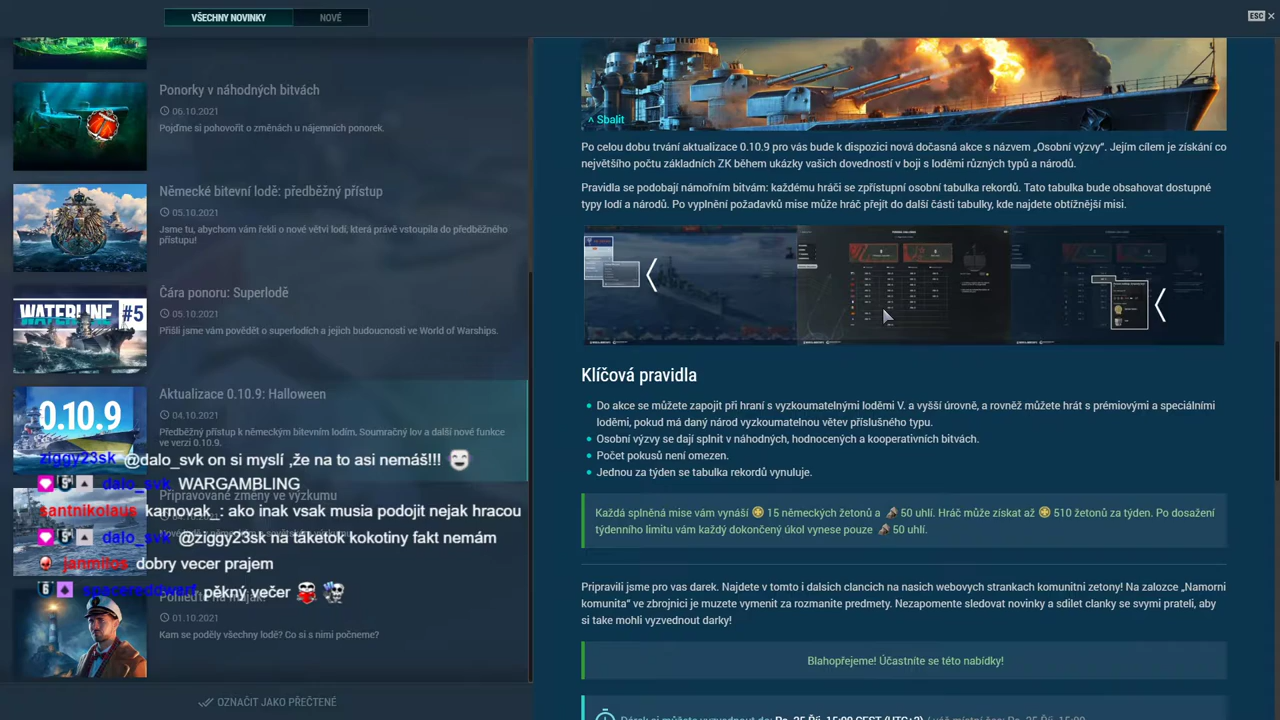 VŠECHNY NOVINKY
NOVÉ
ESC
Ponorky v náhodných bitvách
06.10.2021
Pojďme si pohovořit o změnách u nájemních ponorek.
Německé bitevní lodě: předběžný přístup
05.10.2021
Jsme tu, abychom vám řekli o nové větvi lodí, která právě vstoupila do předběžného
přístupu!
WATERLINE #5
Čára ponoru: Superlodě
05.10.2021
Přišli jsme vám povědět o superlodích a jejich budoucnosti ve World of Warships.
0.10.9
Aktualizace 0.10.9: Halloween
04.10.2021
Předběžný přístup k německým bitevním lodím. Soumračný lov a další nové funkce
ve verzi 0.10.9.
ziggy23sk @dalo_svk on si myslí ,že na to asi nemáš!!!
dalo_svk WARGAMBLING
Připravované změny ve výzkumu
santnikolaus karnovak_: ako inak vsak musia podojit nejak hracou
dalo_svk @ziggy23sk na tákoto kokotiny fakt nemám
janmilos dobry vecer prajem
spacereddwarf pěkný večer
01.10.2021
Kam se poděly všechny lodě? Co si s nimi počneme?
OZNAČIT JAKO PŘEČTENÉ
^ Sbalit
Po celou dobu trvání aktualizace 0.10.9 pro vás bude k dispozici nová dočasná akce s názvem „Osobní výzvy“. Jejím cílem je získání co
největšího počtu základních ZK během ukázky vašich dovedností v boji s loděmi různých typů a národů.
Pravidla se podobají námořním bitvám: každému hráči se zpřístupní osobní tabulka rekordů. Tato tabulka bude obsahovat dostupné
typy lodí a národů. Po vyplnění požadavků mise může hráč přejít do další části tabulky, kde najdete obtížnější misi.
Klíčová pravidla
Do akce se můžete zapojit při hraní s vyzkoumatelnými loděmi V. a vyšší úrovně, a rovněž můžete hrát s prémiovými a speciálními
loděmi, pokud má daný národ vyzkoumatelnou větev příslušného typu.
Osobní výzvy se dají splnit v náhodných, hodnocených a kooperativních bitvách.
Počet pokusů není omezen.
Jednou za týden se tabulka rekordů vynuluje.
Každá splněná mise vám vynáší 15 německých žetonů a 50 uhlí. Hráč může získat až 510 žetonů za týden. Po dosažení
týdenního limitu vám každý dokončený úkol vynese pouze 50 uhlí.
Pripravili jsme pro vas darek. Najdete v tomto i dalsich clancich na nasich webovych strankach komunitni zetony! Na zalozce „Namorni
komunita“ ve zbrojnici je muzete vymenit za rozmanite predmety. Nezapomente sledovat novinky a sdilet clanky se svymi prateli, aby
si take mohli vyzvednout darky!
Blahopřejeme! Účastníte se této nabídky!